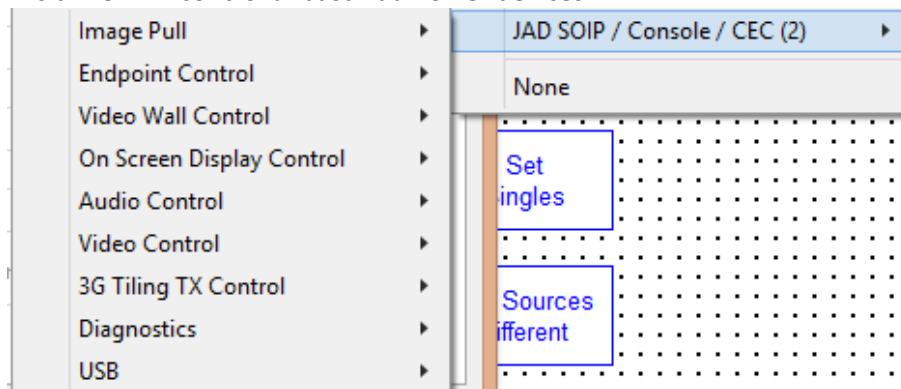 Image Pull
Endpoint Control
Video Wall Control
On Screen Display Control
Audio Control
Video Control
3G Tiling TX Control
Diagnostics
USB
JAD SOIP / Console / CEC (2)
None
Set
ingles
Sources
ifferent